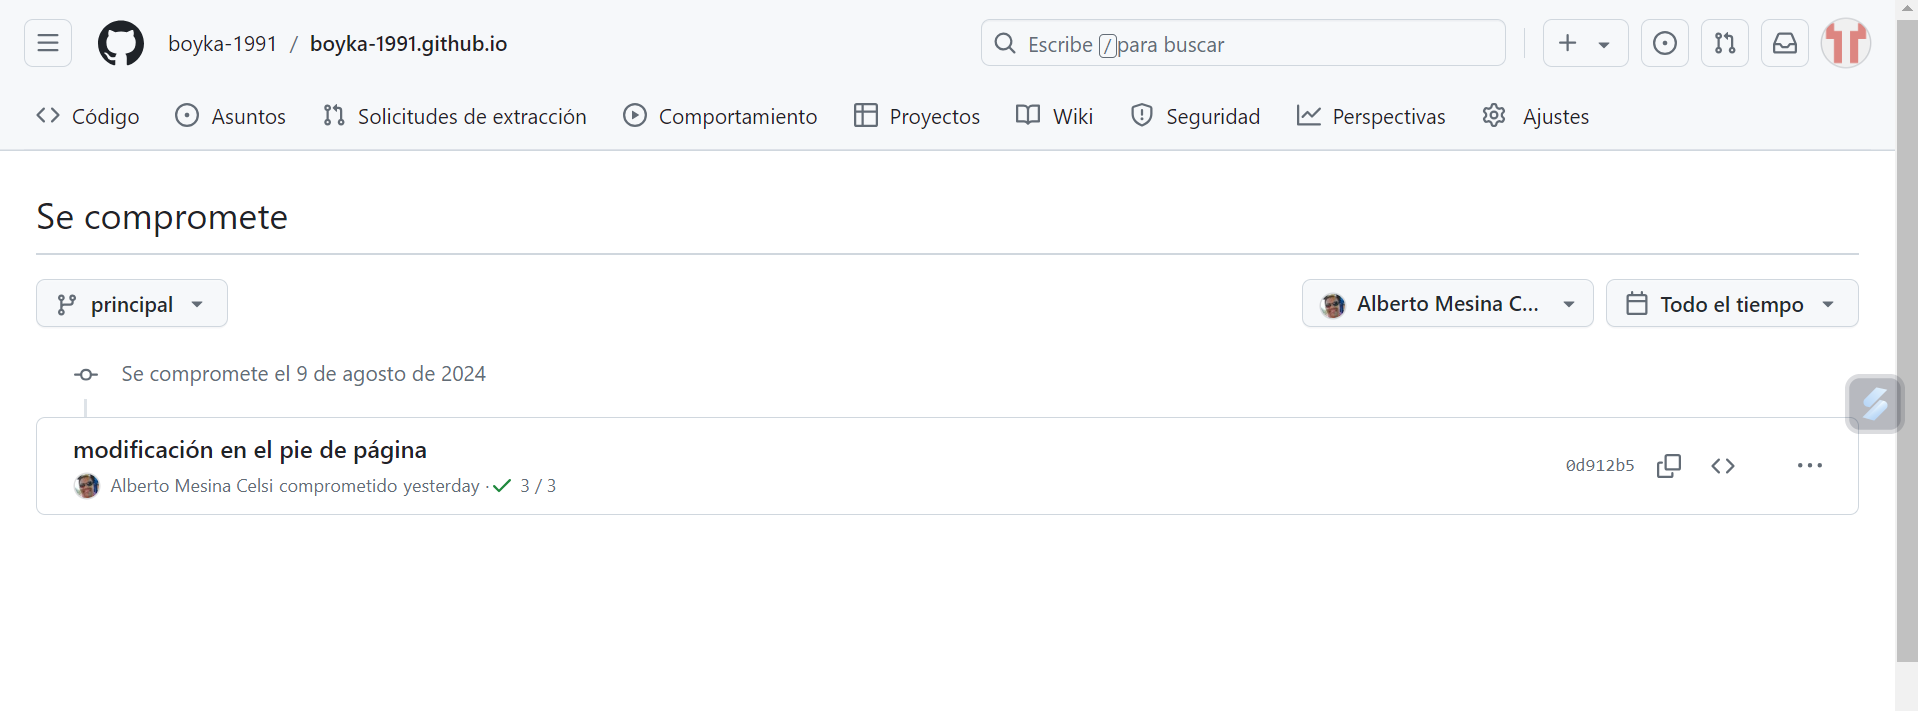 boyka-1991 / boyka-1991.github.io
Escribe / para buscar
Código Asuntos Solicitudes de extracción Comportamiento Proyectos Wiki Seguridad Perspectivas Ajustes
Se compromete
principal
Alberto Mesina C...
Todo el tiempo
Se compromete el 9 de agosto de 2024
modificación en el pie de página
Alberto Mesina Celsi comprometido yesterday · 3 / 3
0d912b5